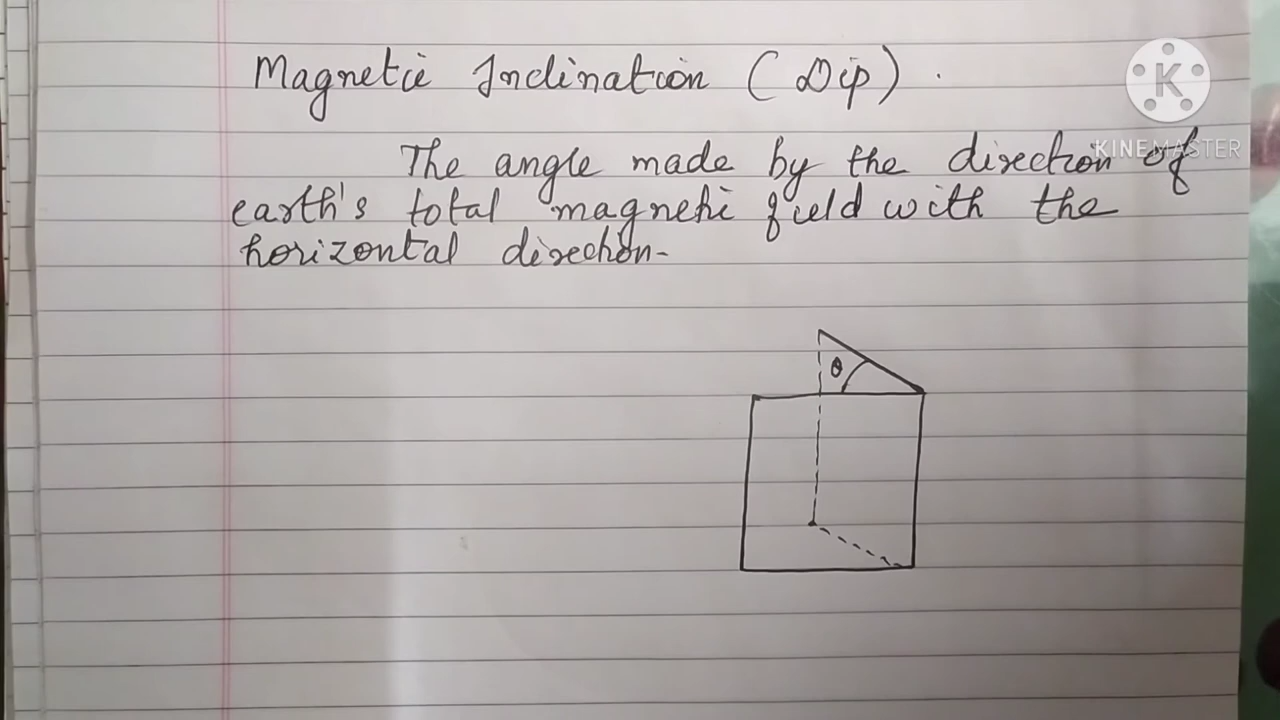 Magnetic Inclination (Dip).
K
KINEMASTER
The angle made by the direction of
earth's total magnetic field with the
horizontal direction-
θ